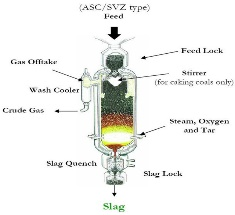 (ASC/SVZ type)
Feed
Feed Lock
Gas Offtake
Stirrer
(for caking coals only)
Wash Cooler
Crude Gas
Steam, Oxygen
and Tar
Slag Quench
Slag Lock
Slag